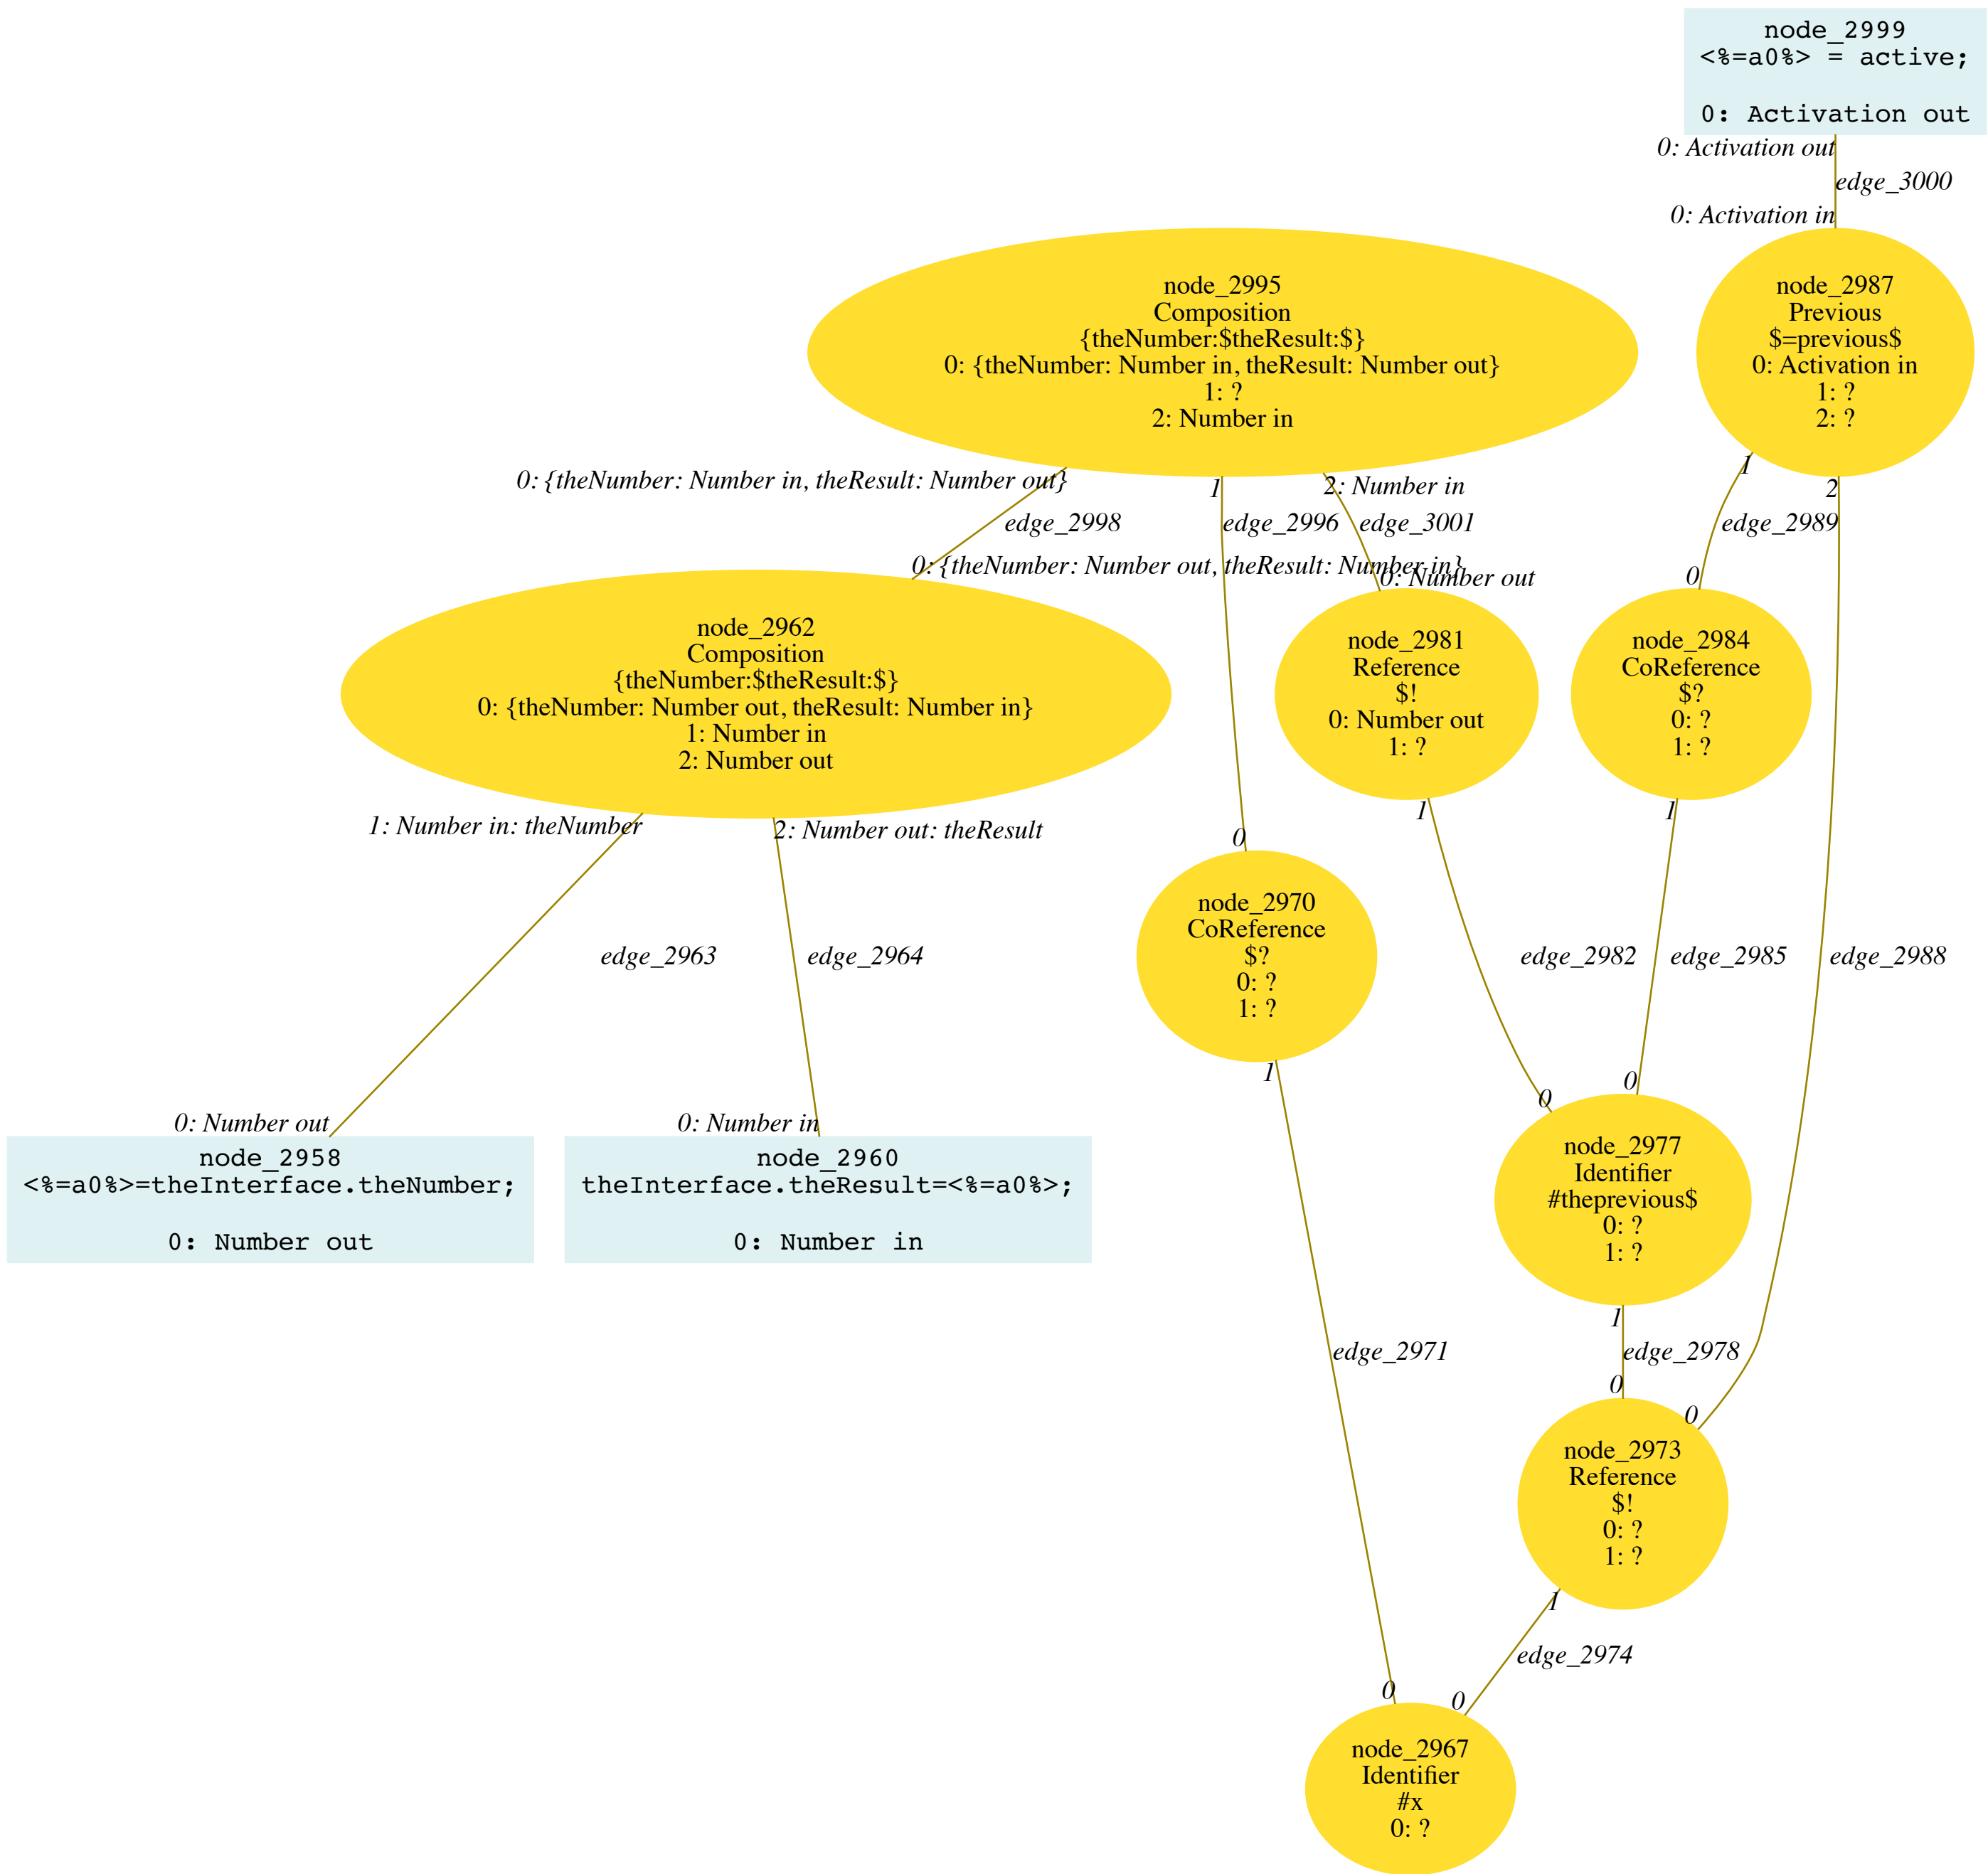 node_2999
<%=a0%> = active;
0: Activation out
0: Activation out
edge_3000
0: Activation in
node_2995
Composition
{theNumber:$theResult:$}
0: {theNumber: Number in, theResult: Number out}
1: ?
2: Number in
node_2987
Previous
$=previous$
0: Activation in
1: ?
2: ?
0: {theNumber: Number in, theResult: Number out}
1
2: Number in
1
2
edge_2998
edge_2996
edge_3001
edge_2989
0: {theNumber: Number out, theResult: Number in}
0: Number out
0
node_2962
Composition
{theNumber:$theResult:$}
0: {theNumber: Number out, theResult: Number in}
1: Number in
2: Number out
node_2981
Reference
$!
0: Number out
1: ?
node_2984
CoReference
$?
0: ?
1: ?
1: Number in: theNumber
2: Number out: theResult
0
1
1
node_2970
CoReference
$?
0: ?
1: ?
edge_2963
edge_2964
edge_2982
edge_2985
edge_2988
1
0: Number out
0: Number in
0
0
node_2958
<%=a0%>=theInterface.theNumber;
0: Number out
node_2960
theInterface.theResult=<%=a0%>;
0: Number in
node_2977
Identifier
#theprevious$
0: ?
1: ?
1
edge_2971
edge_2978
0
0
node_2973
Reference
$!
0: ?
1: ?
1
edge_2974
0
0
node_2967
Identifier
#x
0: ?